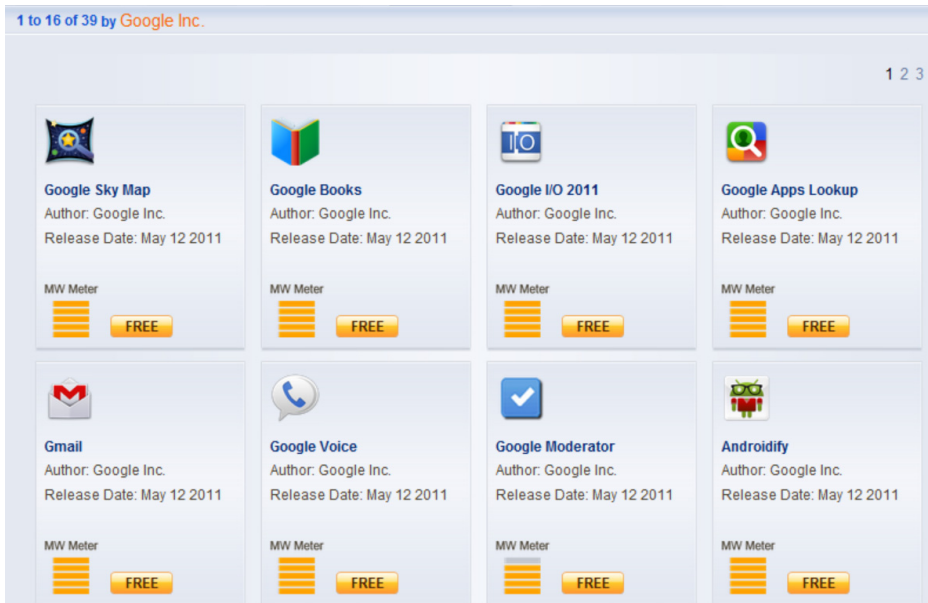 1 to 16 of 39 by Google Inc.
1 2 3
Google Sky Map
Author: Google Inc.
Release Date: May 12 2011
MW Meter
FREE
Google Books
Author: Google Inc.
Release Date: May 12 2011
MW Meter
FREE
I/O
Google I/O 2011
Author: Google Inc.
Release Date: May 12 2011
MW Meter
FREE
Google Apps Lookup
Author: Google Inc.
Release Date: May 12 2011
MW Meter
FREE
Gmail
Author: Google Inc.
Release Date: May 12 2011
MW Meter
FREE
Google Voice
Author: Google Inc.
Release Date: May 12 2011
MW Meter
FREE
Google Moderator
Author: Google Inc.
Release Date: May 12 2011
MW Meter
FREE
Androidify
Author: Google Inc.
Release Date: May 12 2011
MW Meter
FREE